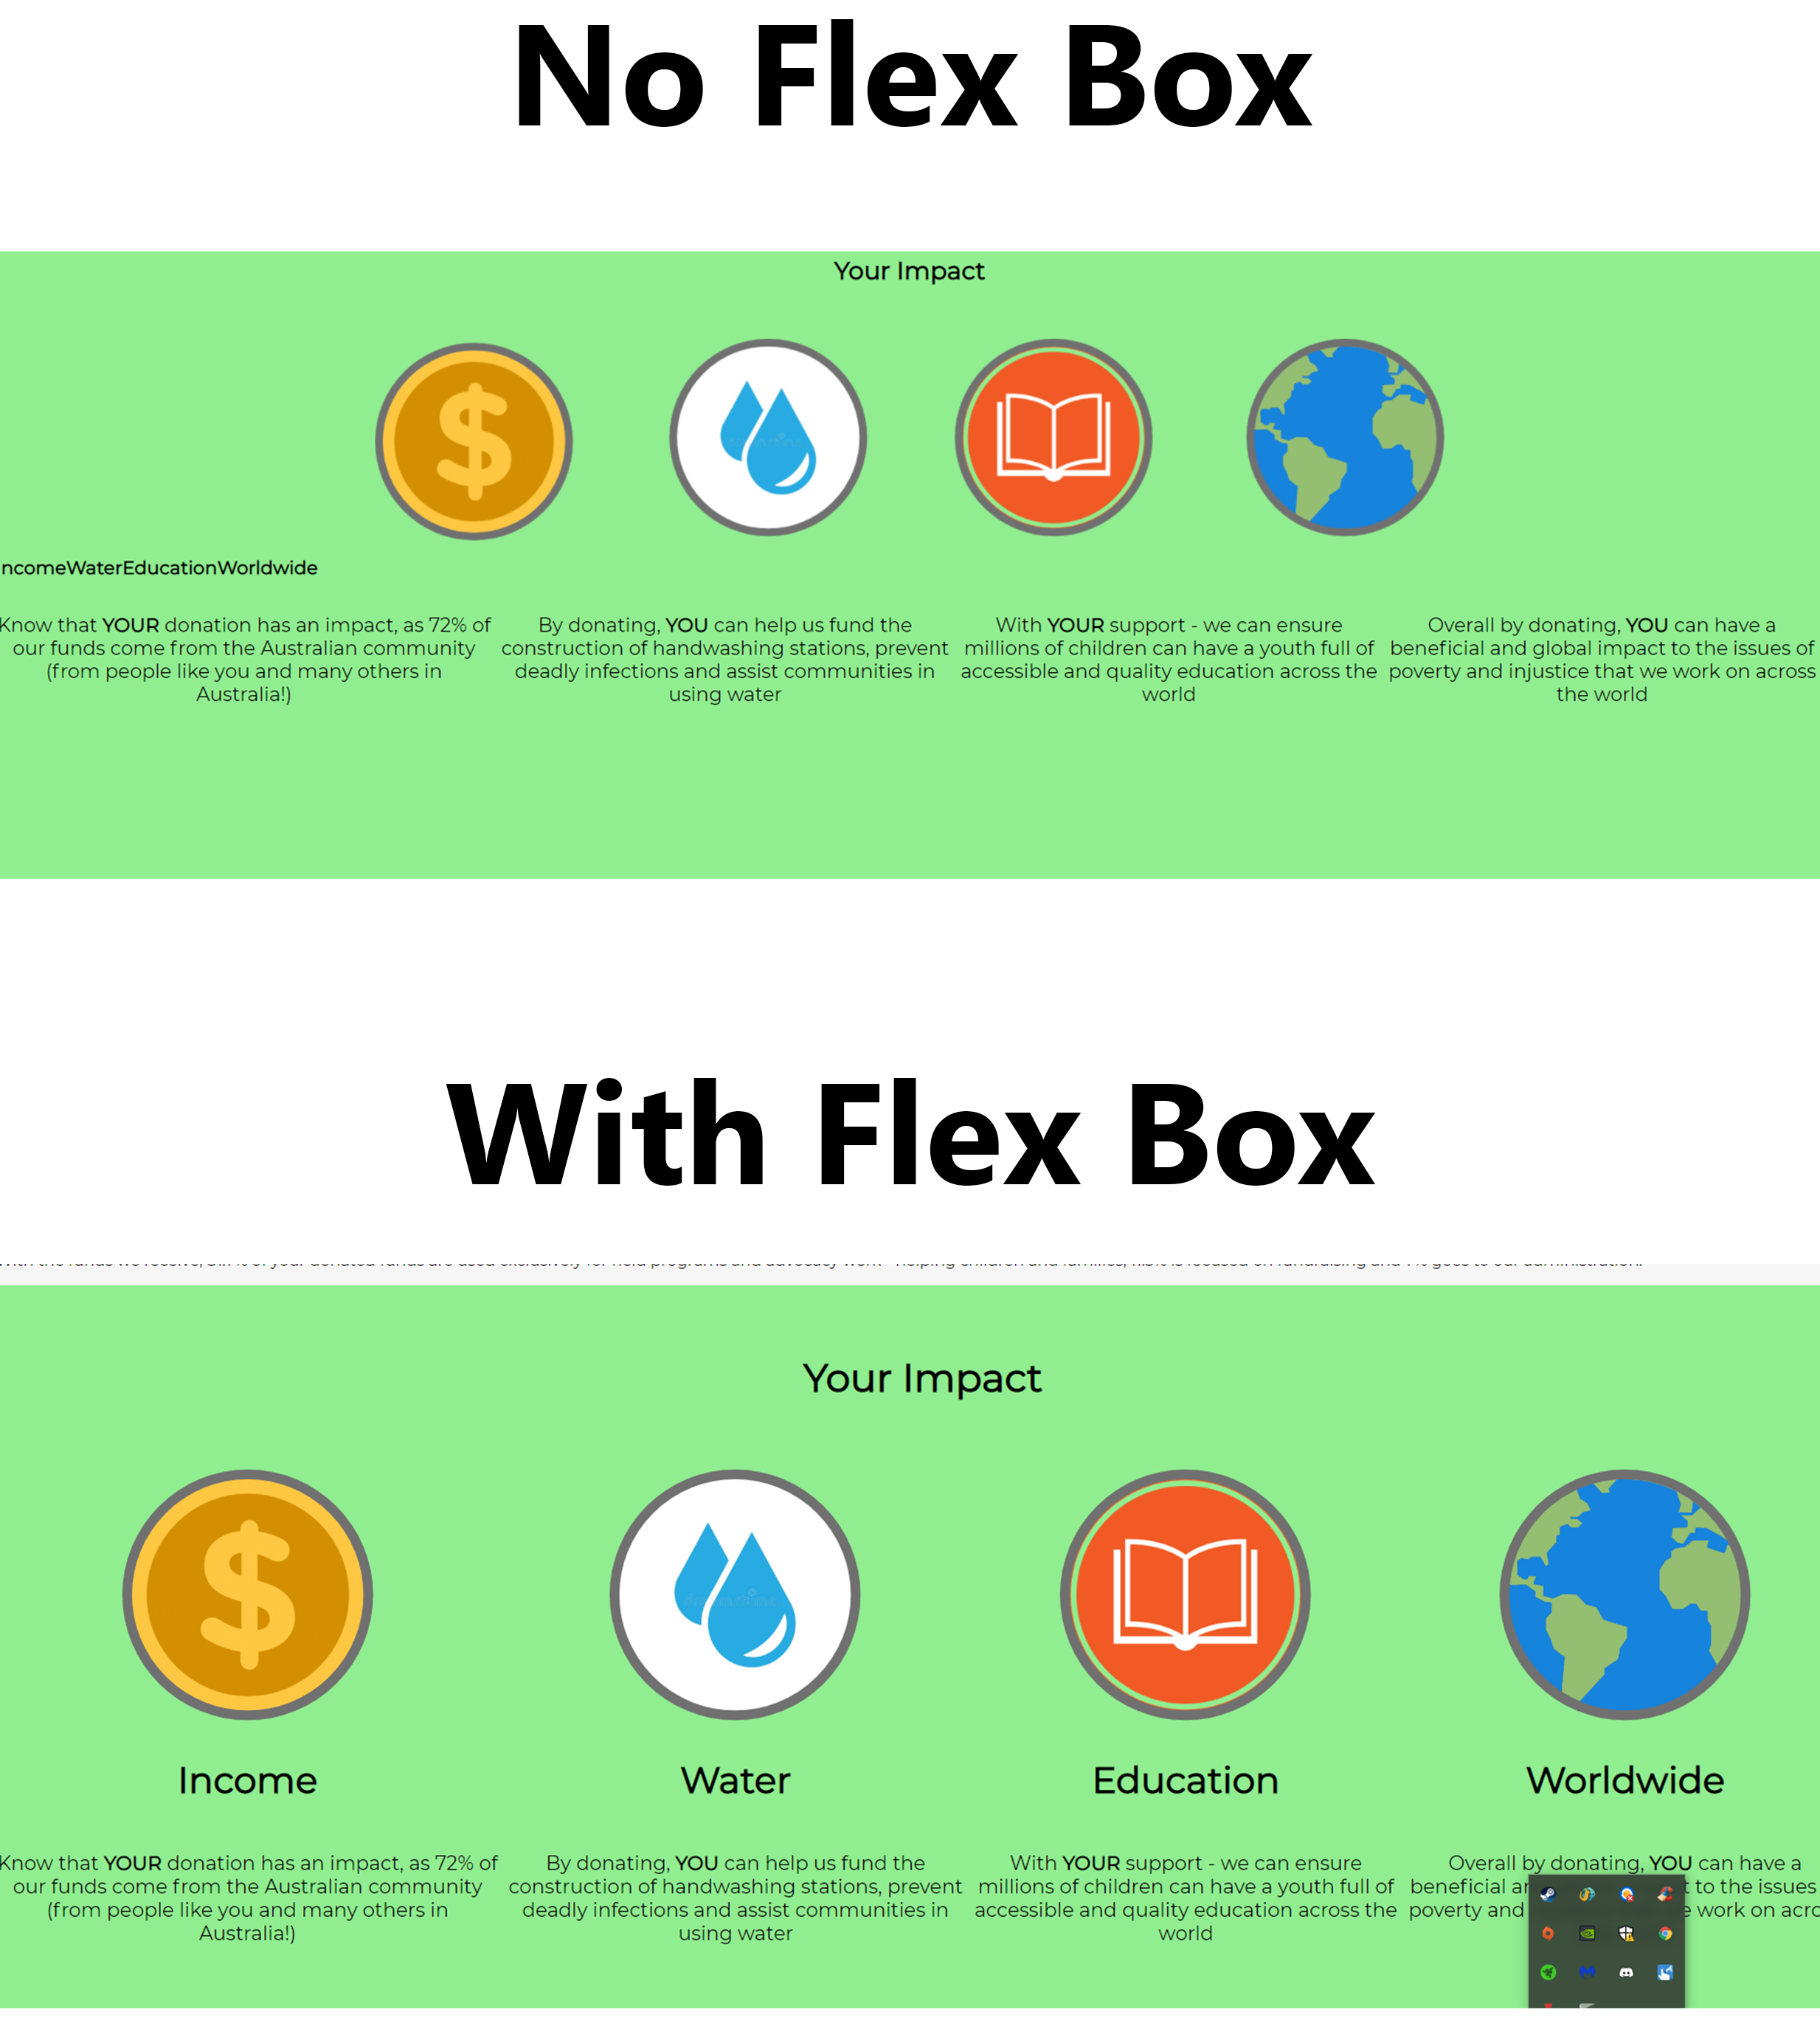 No Flex Box
Your Impact
ncomeWaterEducationWorldwide
Know that YOUR donation has an impact, as 72% of
our funds come from the Australian community
(from people like you and many others in
Australia!)
By donating, YOU can help us fund the
construction of handwashing stations, prevent
deadly infections and assist communities in
using water
With YOUR support - we can ensure
millions of children can have a youth full of
accessible and quality education across the
world
Overall by donating, YOU can have a
beneficial and global impact to the issues of
poverty and injustice that we work on across
the world
With Flex Box
Your Impact
Income
Water
Education
Worldwide
Know that YOUR donation has an impact, as 72% of
our funds come from the Australian community
(from people like you and many others in
Australia!)
By donating, YOU can help us fund the
construction of handwashing stations, prevent
deadly infections and assist communities in
using water
With YOUR support - we can ensure
millions of children can have a youth full of
accessible and quality education across the
world
Overall by donating, YOU can have a
beneficial to the issues
poverty and work on acro